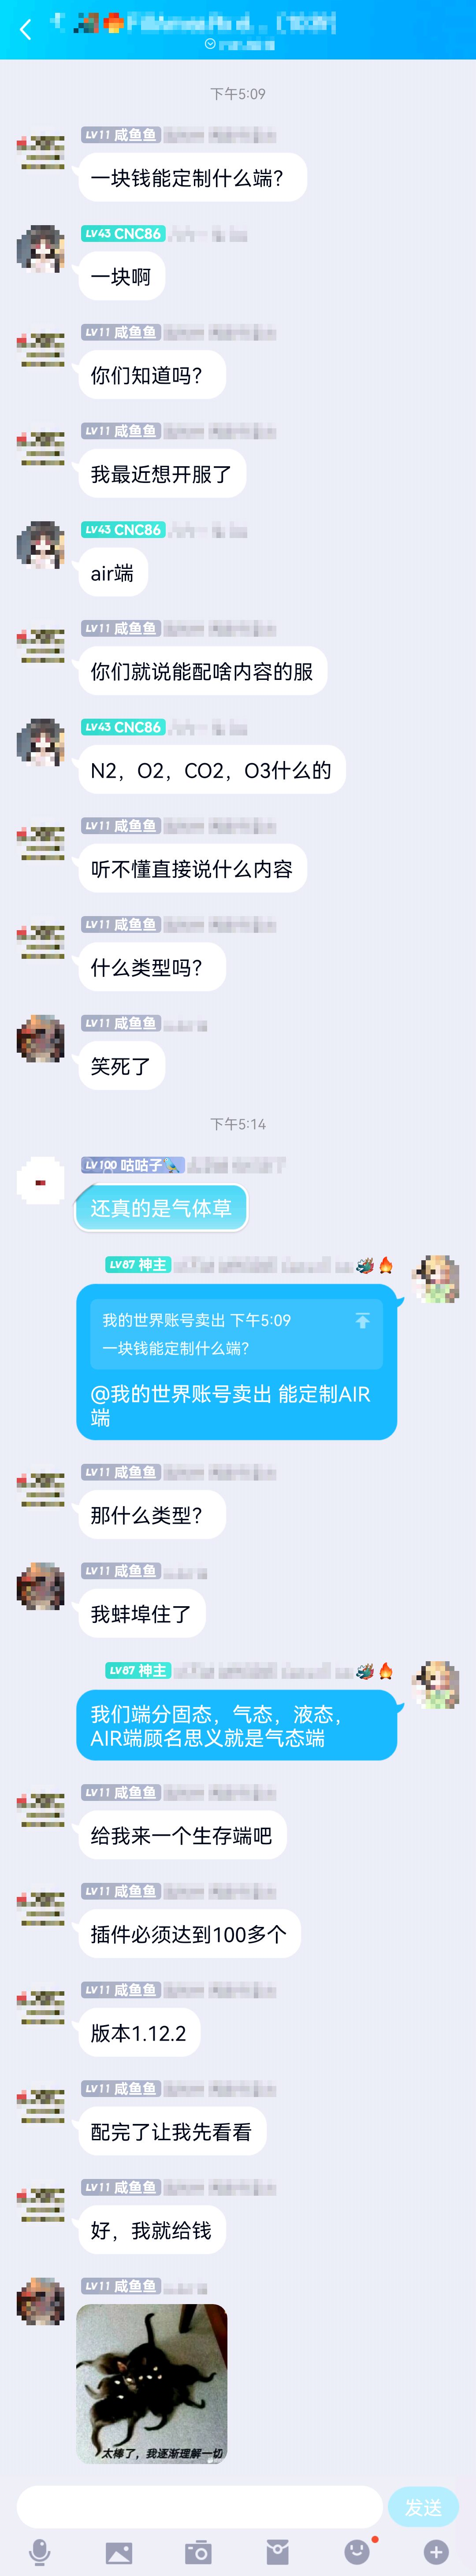 下午5:09
LV11 咸鱼鱼
一块钱能定制什么端?
LV43 CNC86
一块啊
LV11 咸鱼鱼
你们知道吗?
LV11 咸鱼鱼
我最近想开服了
LV43 CNC86
air端
LV11 咸鱼鱼
你们就说能配啥内容的服
LV43 CNC86
N2，O2，CO2，O3什么的
LV11 咸鱼鱼
听不懂直接说什么内容
LV11 咸鱼鱼
什么类型吗?
LV11 咸鱼鱼
笑死了
下午5:14
LV100 咕咕子
还真的是气体草
LV87 神主
我的世界账号卖出 下午5:09
一块钱能定制什么端?
@我的世界账号卖出 能定制AIR
端
LV11 咸鱼鱼
那什么类型?
LV11 咸鱼鱼
我蚌埠住了
LV87 神主
我们端分固态，气态，液态，
AIR端顾名思义就是气态端
LV11 咸鱼鱼
给我来一个生存端吧
LV11 咸鱼鱼
插件必须达到100多个
LV11 咸鱼鱼
版本1.12.2
LV11 咸鱼鱼
配完了让我先看看
LV11 咸鱼鱼
好，我就给钱
LV11 咸鱼鱼
太棒了，我逐渐理解一切
发送